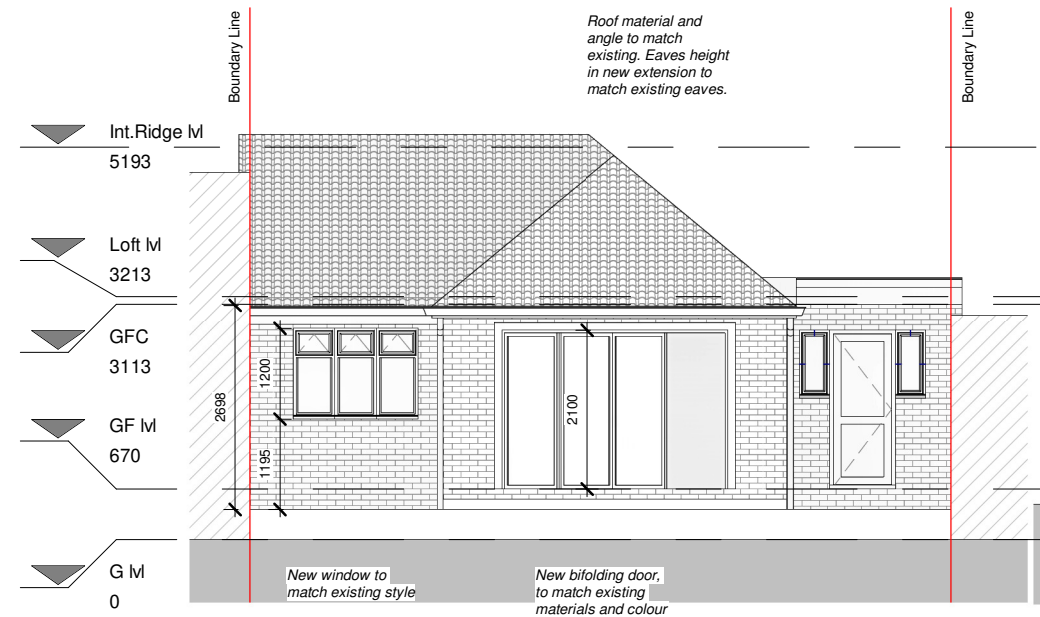 Boundary Line
Roof material and
angle to match
existing. Eaves height
in new extension to
match existing eaves.
Boundary Line
Int.Ridge lvl
5193
Loft lvl
3213
GFC
3113
GF lvl
670
G lvl
0
2698
1200
1195
2100
New window to
match existing style
New bifolding door,
to match existing
materials and colour